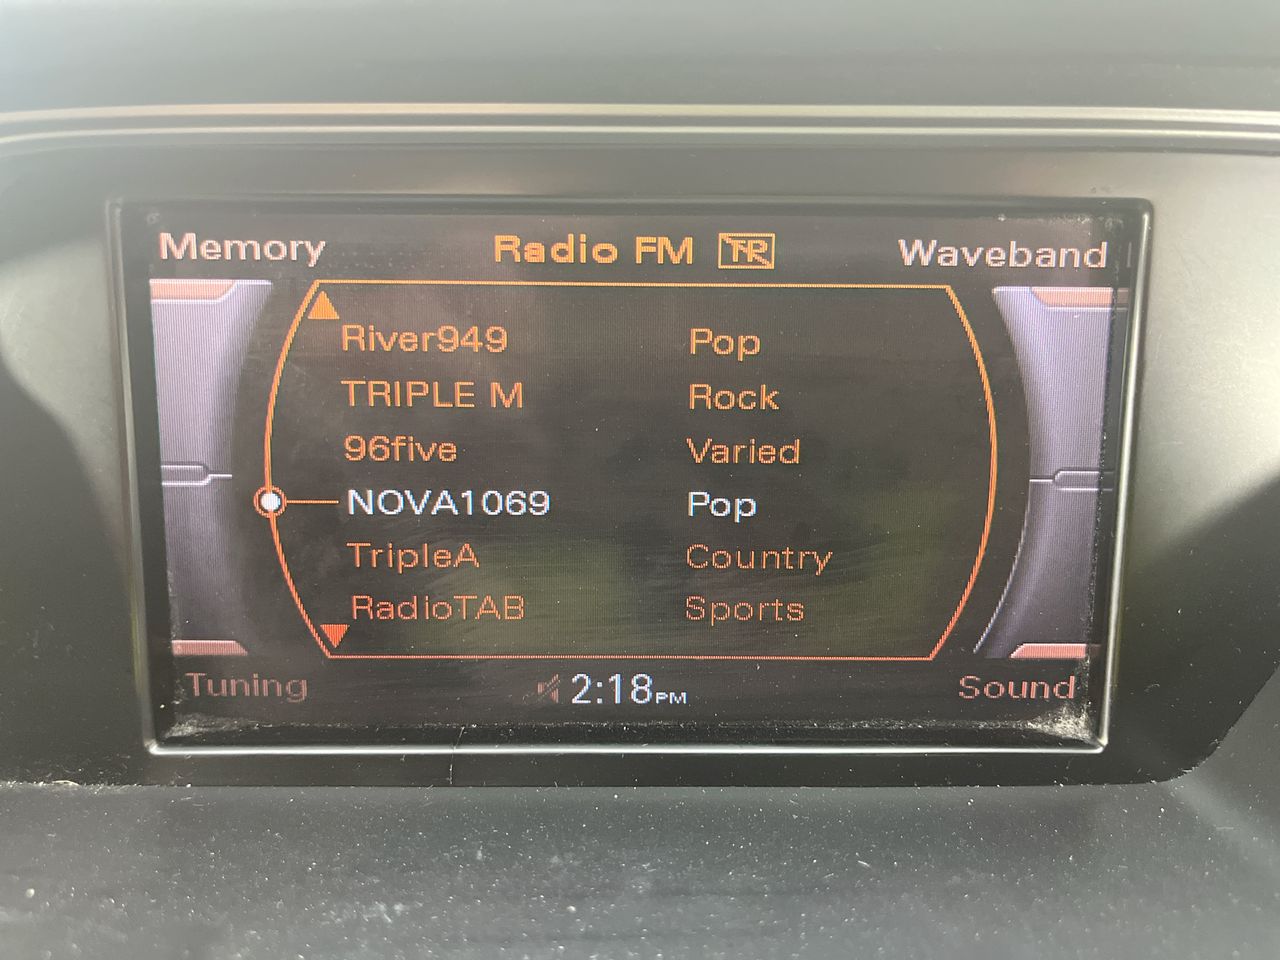 Memory Radio FM TP Waveband
River949 Pop
TRIPLE M Rock
96five Varied
NOVA1069 Pop
TripleA Country
RadioTAB Sports
Tuning 2:18PM Sound